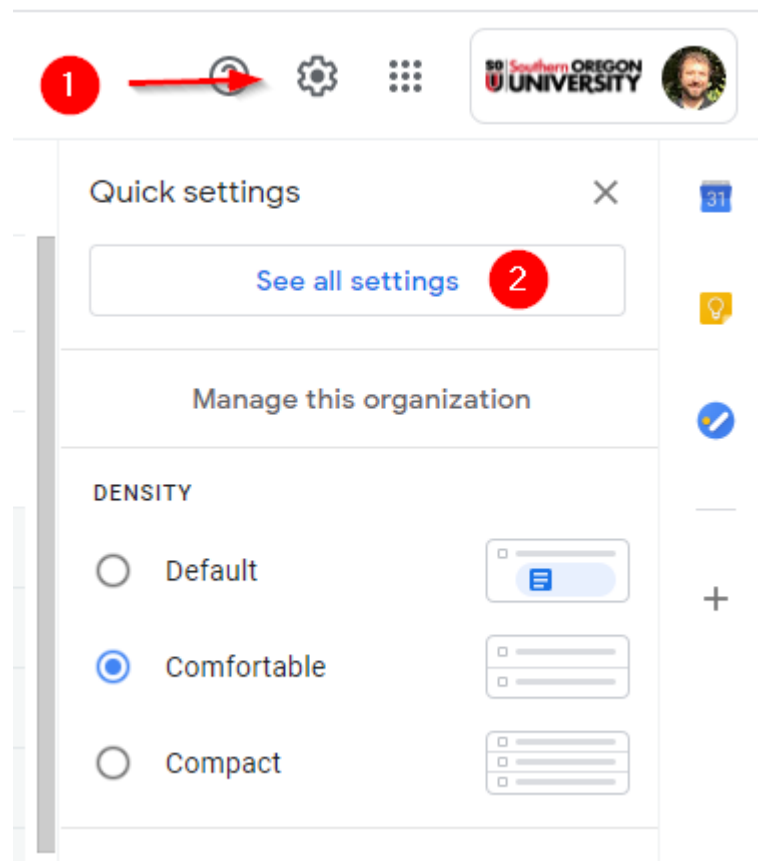 1
SO Southern OREGON
U UNIVERSITY
Quick settings
31
See all settings 2
Manage this organization
DENSITY
Default
Comfortable
Compact